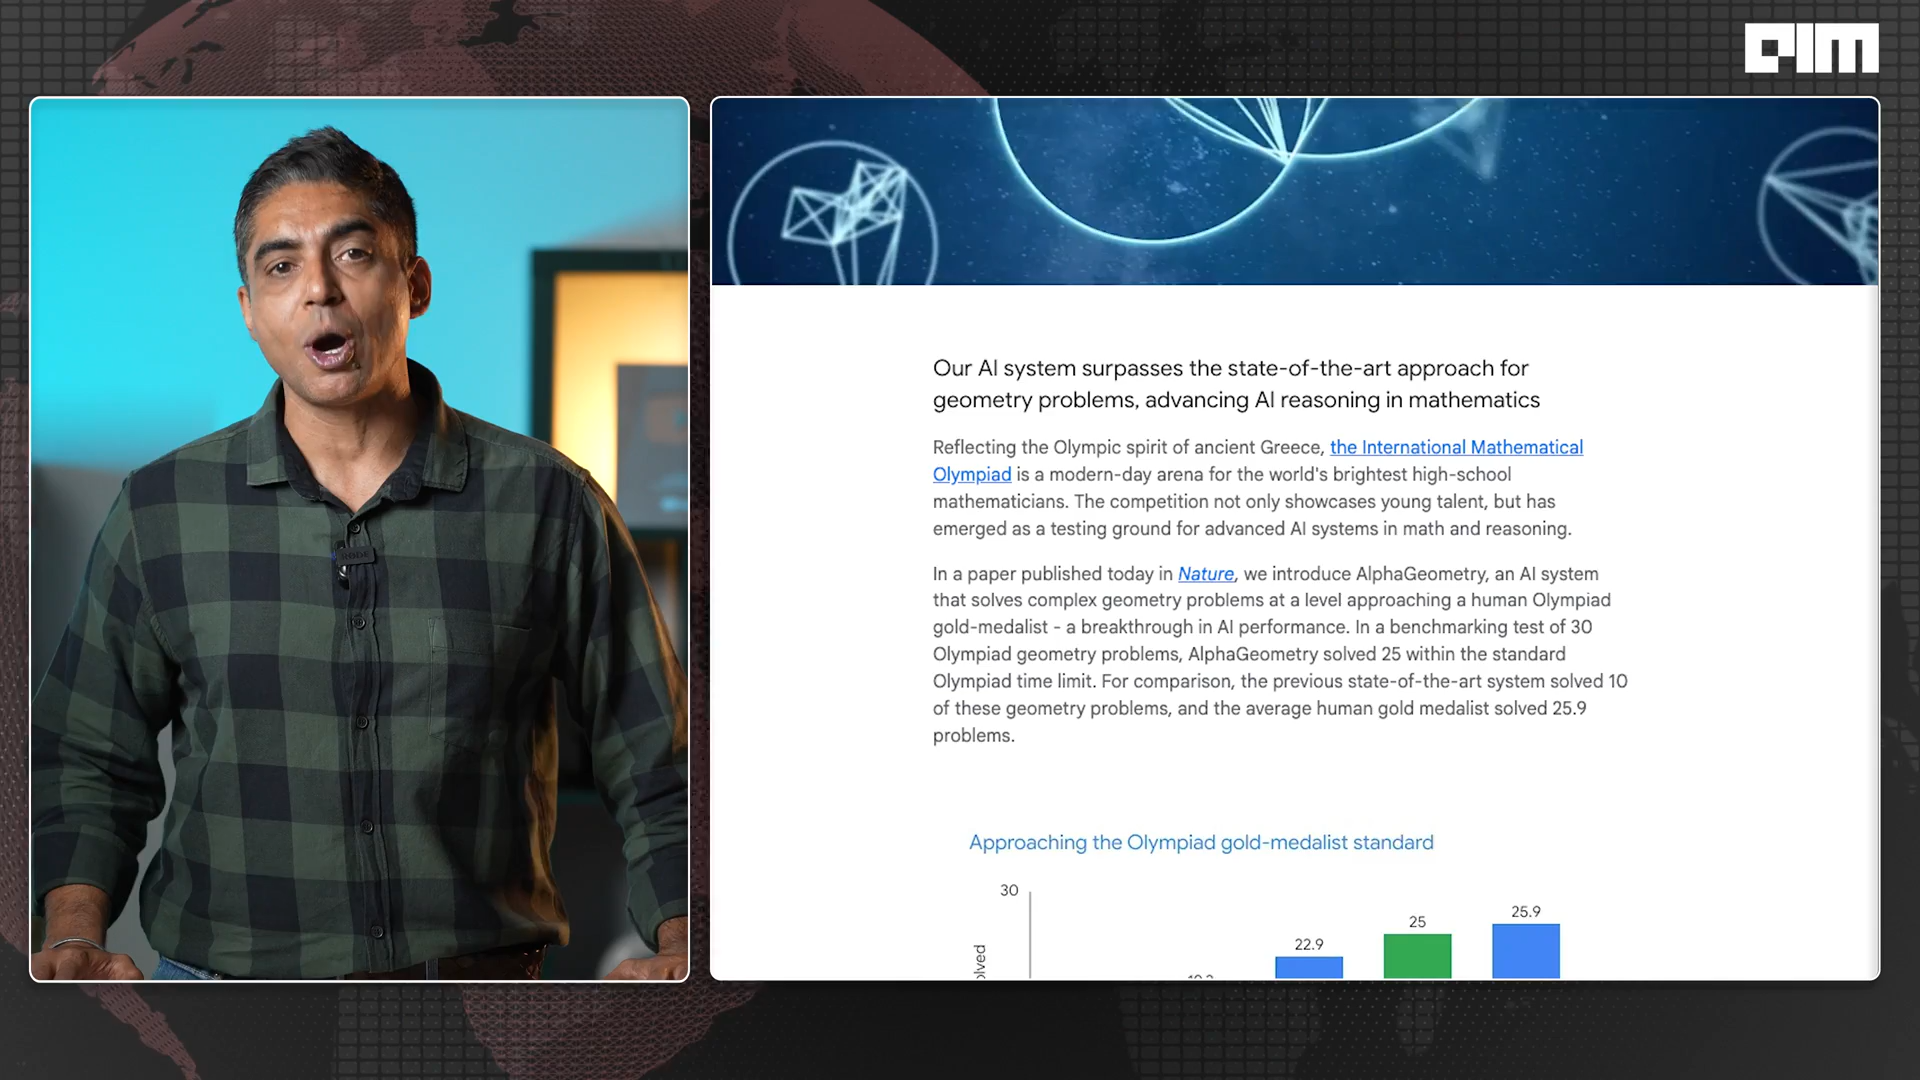 AIM
Our AI system surpasses the state-of-the-art approach for
geometry problems, advancing AI reasoning in mathematics
Reflecting the Olympic spirit of ancient Greece, the International Mathematical
Olympiad is a modern-day arena for the world's brightest high-school
mathematicians. The competition not only showcases young talent, but has
emerged as a testing ground for advanced AI systems in math and reasoning.
In a paper published today in Nature, we introduce AlphaGeometry, an AI system
that solves complex geometry problems at a level approaching a human Olympiad
gold-medalist - a breakthrough in AI performance. In a benchmarking test of 30
Olympiad geometry problems, AlphaGeometry solved 25 within the standard
Olympiad time limit. For comparison, the previous state-of-the-art system solved 10
of these geometry problems, and the average human gold medalist solved 25.9
problems.
Approaching the Olympiad gold-medalist standard
30
22.9
25
25.9
RØDE